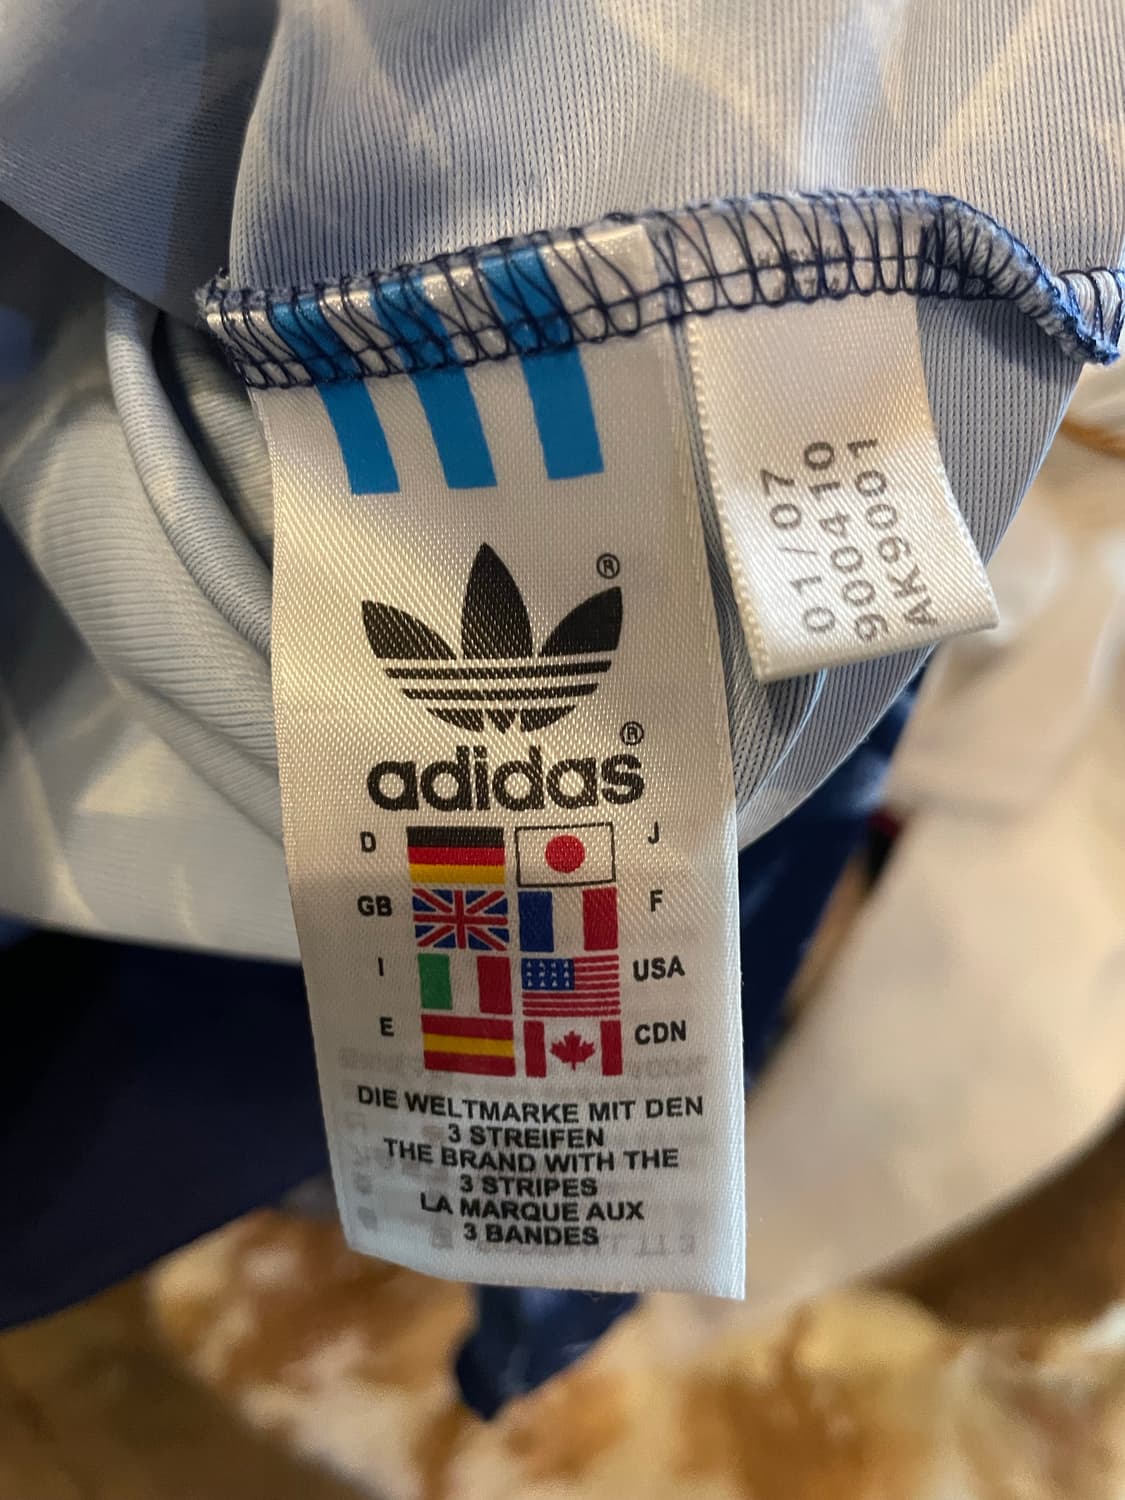 01/07
900410
AK9001
®
adidas®
D
J
GB
F
I
USA
E
CDN
DIE WELTMARKE MIT DEN
3 STREIFEN
THE BRAND WITH THE
3 STRIPES
LA MARQUE AUX
3 BANDES